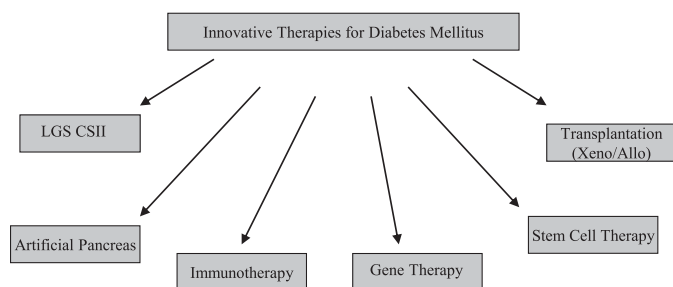 Innovative Therapies for Diabetes Mellitus
LGS CSII
Transplantation
(Xeno/Allo)
Artificial Pancreas
Immunotherapy
Gene Therapy
Stem Cell Therapy